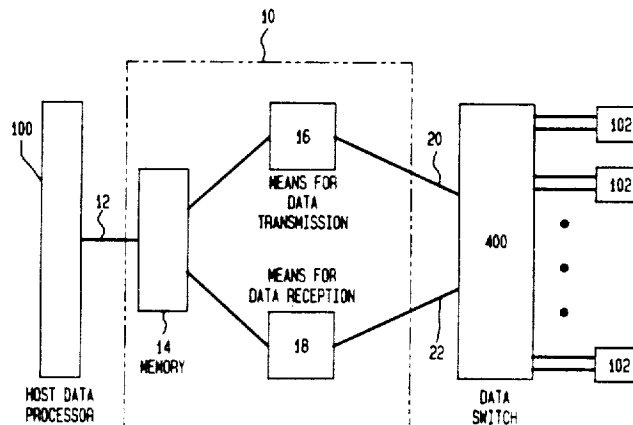 10
100
102
16
20
12
MEANS FOR
DATA
TRANSMISSION
102
400
MEANS FOR
DATA RECEPTION
14
MEMORY
18
22
102
HOST DATA
PROCESSOR
DATA
SWITCH